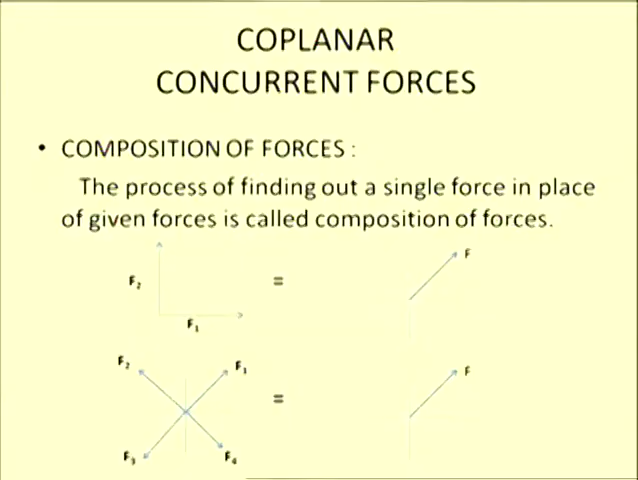 COPLANAR
CONCURRENT FORCES
• COMPOSITION OF FORCES :
The process of finding out a single force in place
of given forces is called composition of forces.
F₂ = F
F₁
F₂ F₁ = F
F₃ F₄